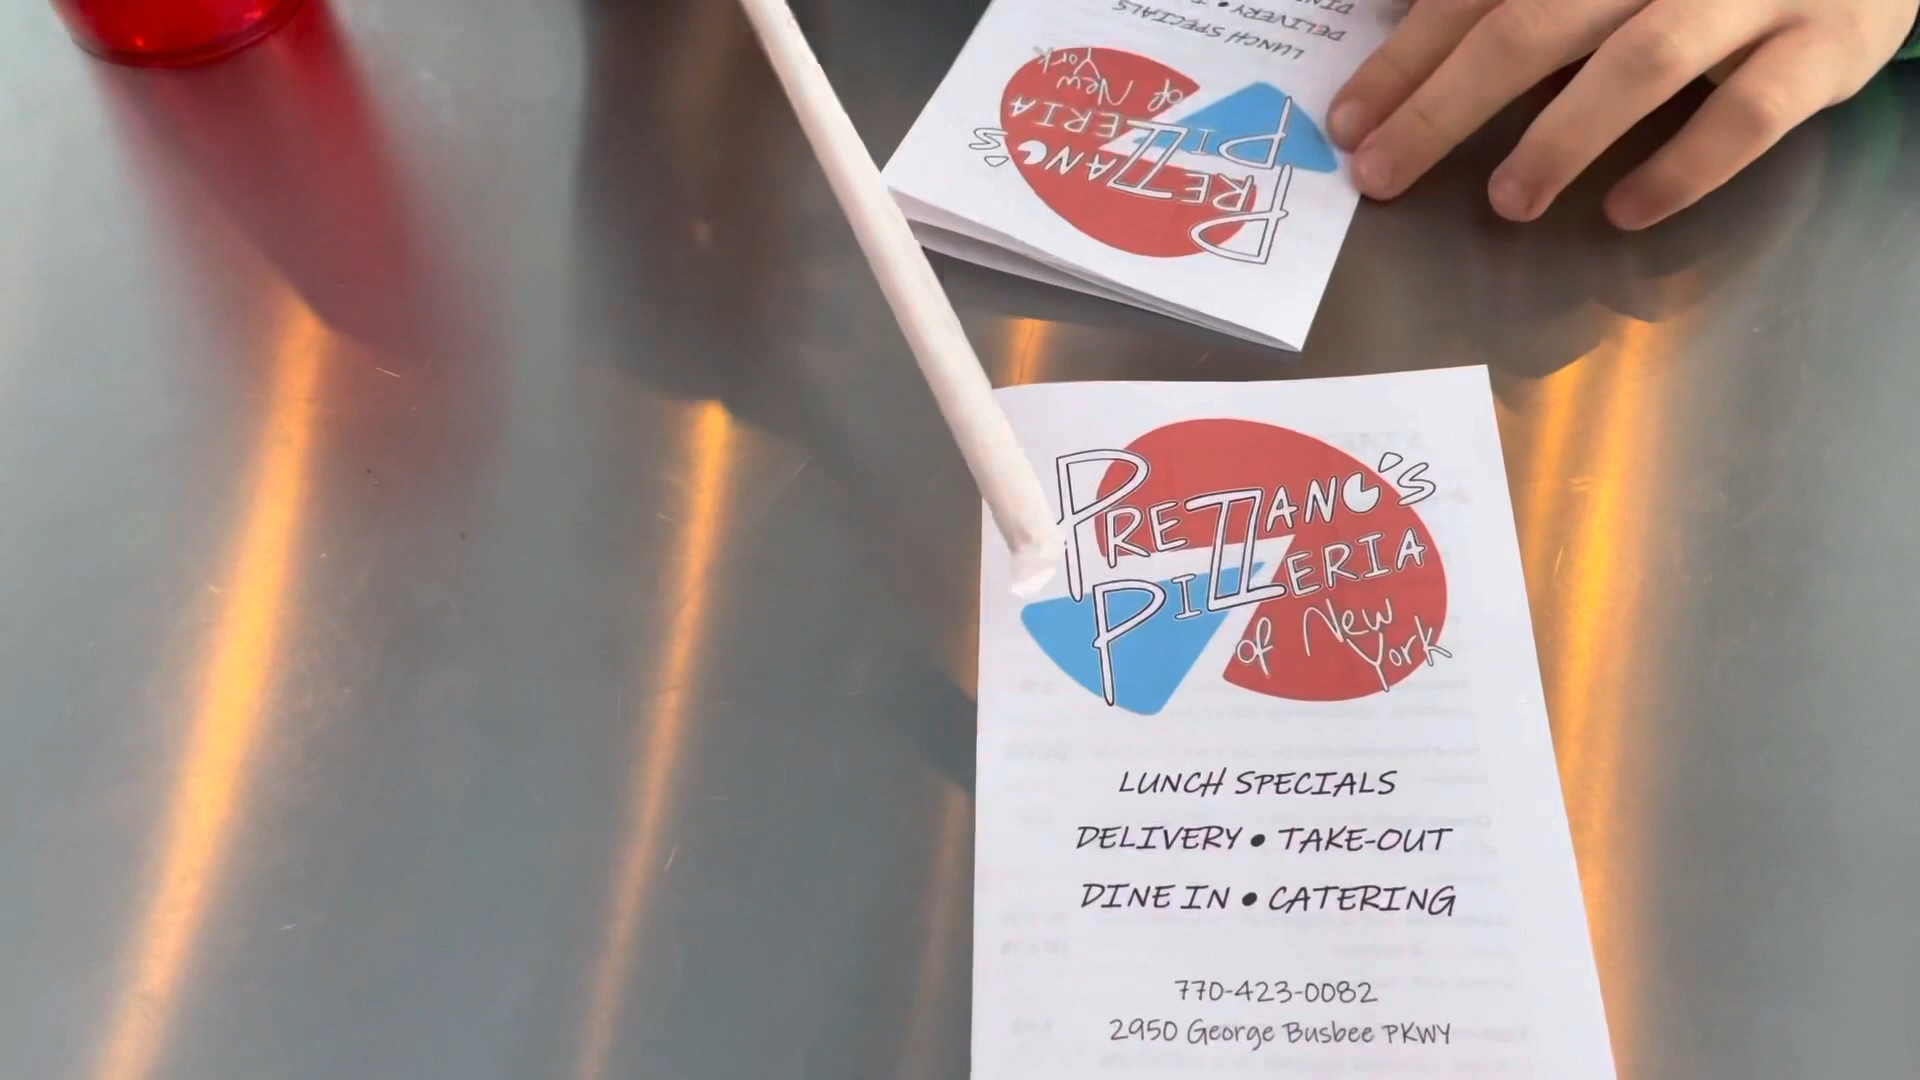 LUNCH SPECIALS
PREZZANO'S
PIZZERIA
of New
York
PREZZANO'S
PIZZERIA
of New
York
LUNCH SPECIALS
DELIVERY • TAKE-OUT
DINE IN • CATERING
770-423-0082
2950 George Busbee PKWY